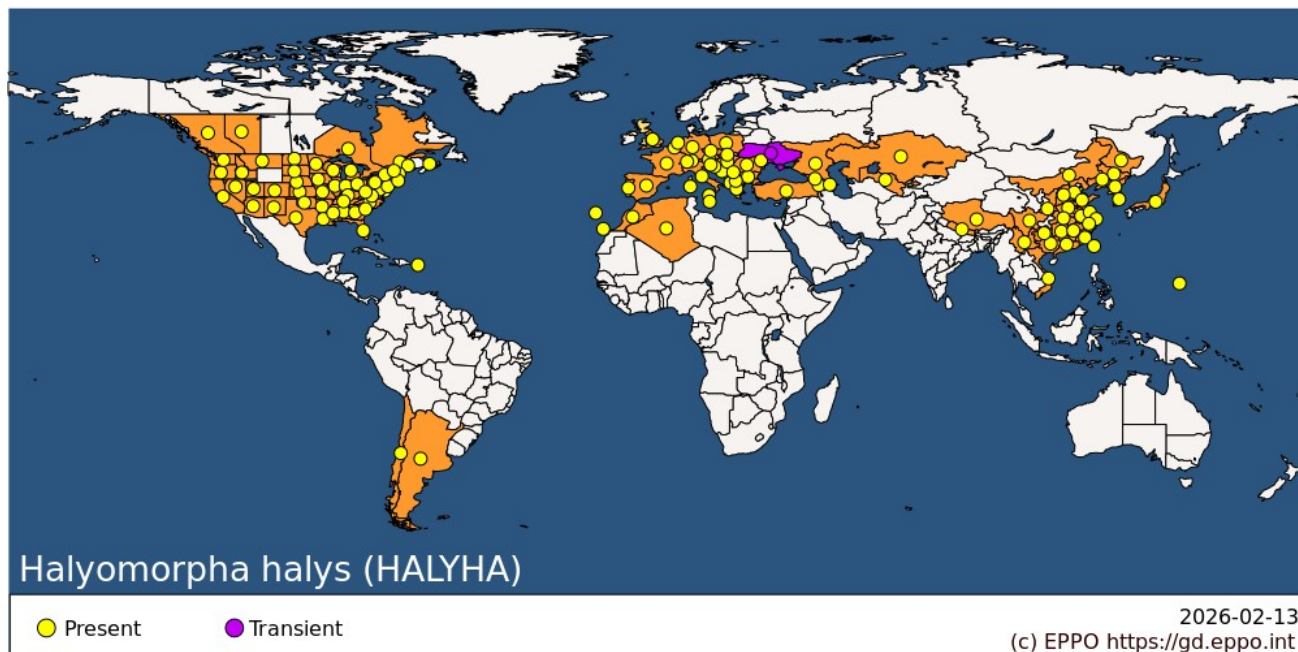 Halyomorpha halys (HALYHA)
Present
Transient
2026-02-13
(c) EPPO https://gd.eppo.int